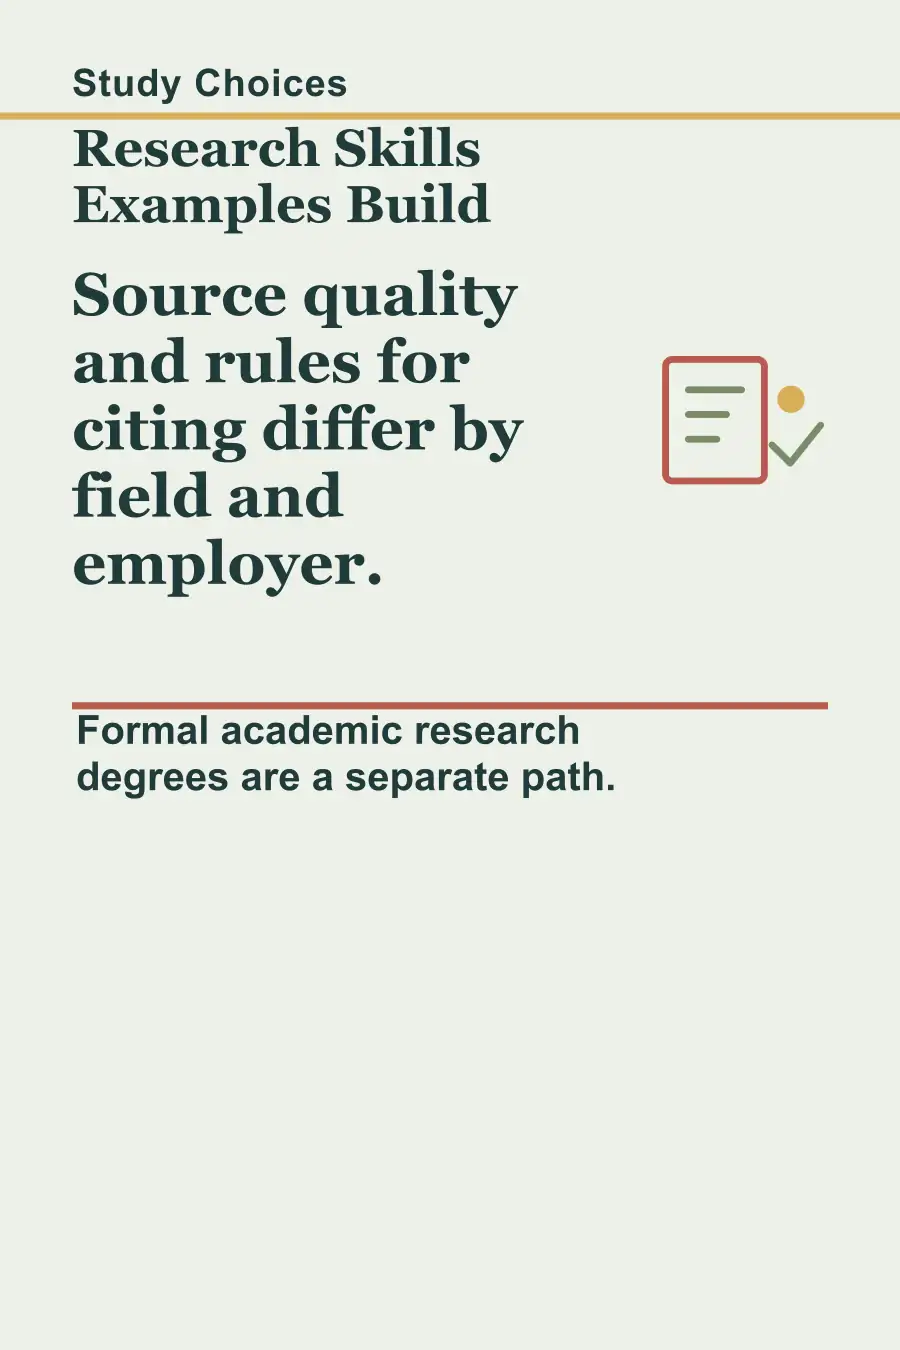 Study Choices
Research Skills
Examples Build
Source quality
and rules for
citing differ by
field and
employer.
Formal academic research
degrees are a separate path.